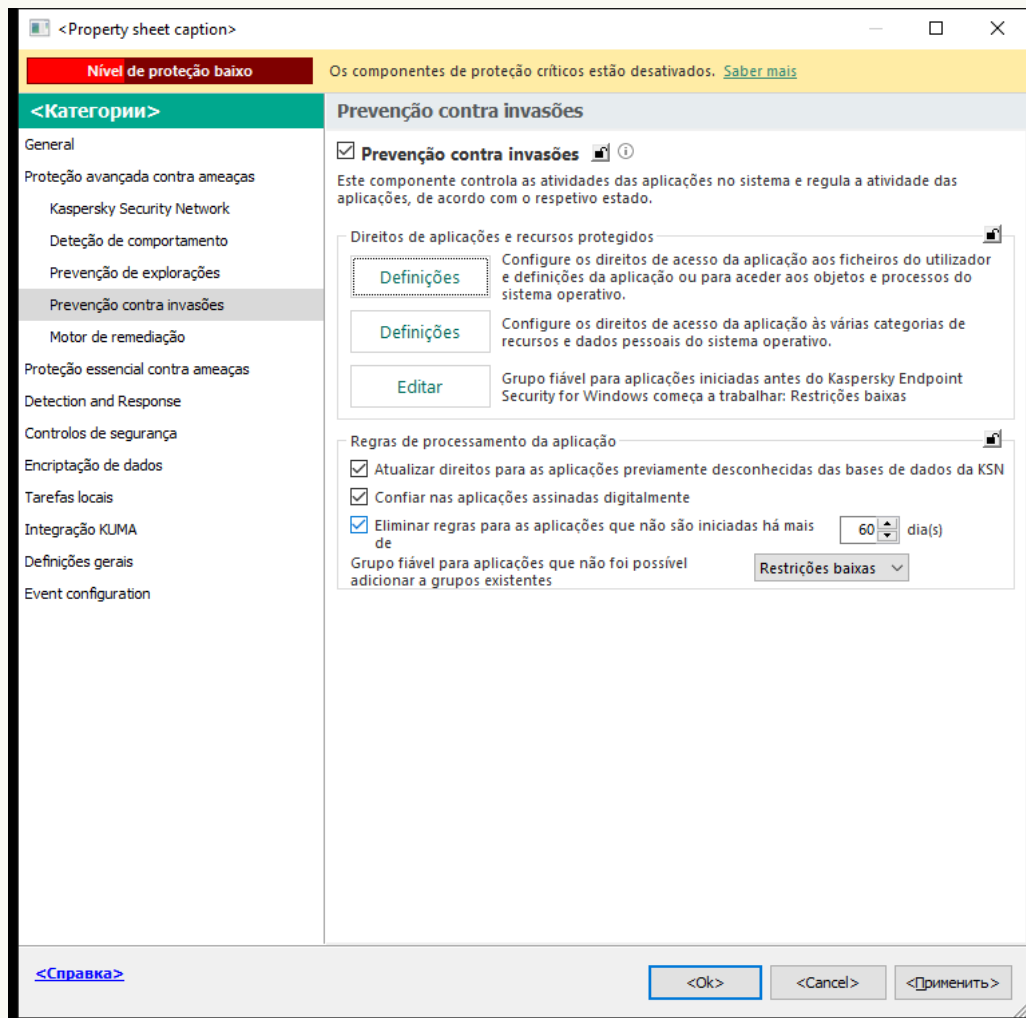 <Property sheet caption>
Nível de proteção baixo
Os componentes de proteção críticos estão desativados. Saber mais
<Категории>
General
Proteção avançada contra ameaças
Kaspersky Security Network
Deteção de comportamento
Prevenção de explorações
Prevenção contra invasões
Motor de remediação
Proteção essencial contra ameaças
Detection and Response
Controlos de segurança
Encriptação de dados
Tarefas locais
Integração KUMA
Definições gerais
Event configuration
Prevenção contra invasões
Prevenção contra invasões
Este componente controla as atividades das aplicações no sistema e regula a atividade das
aplicações, de acordo com o respetivo estado.
Direitos de aplicações e recursos protegidos
Definições
Configure os direitos de acesso da aplicação aos ficheiros do utilizador
e definições da aplicação ou para aceder aos objetos e processos do
sistema operativo.
Definições
Configure os direitos de acesso da aplicação às várias categorias de
recursos e dados pessoais do sistema operativo.
Editar
Grupo fiável para aplicações iniciadas antes do Kaspersky Endpoint
Security for Windows começa a trabalhar: Restrições baixas
Regras de processamento da aplicação
Atualizar direitos para as aplicações previamente desconhecidas das bases de dados da KSN
Confiar nas aplicações assinadas digitalmente
Eliminar regras para as aplicações que não são iniciadas há mais
de
60 dia(s)
Grupo fiável para aplicações que não foi possível
adicionar a grupos existentes
Restrições baixas
<Справка>
<Ok>
<Cancel>
<Применить>